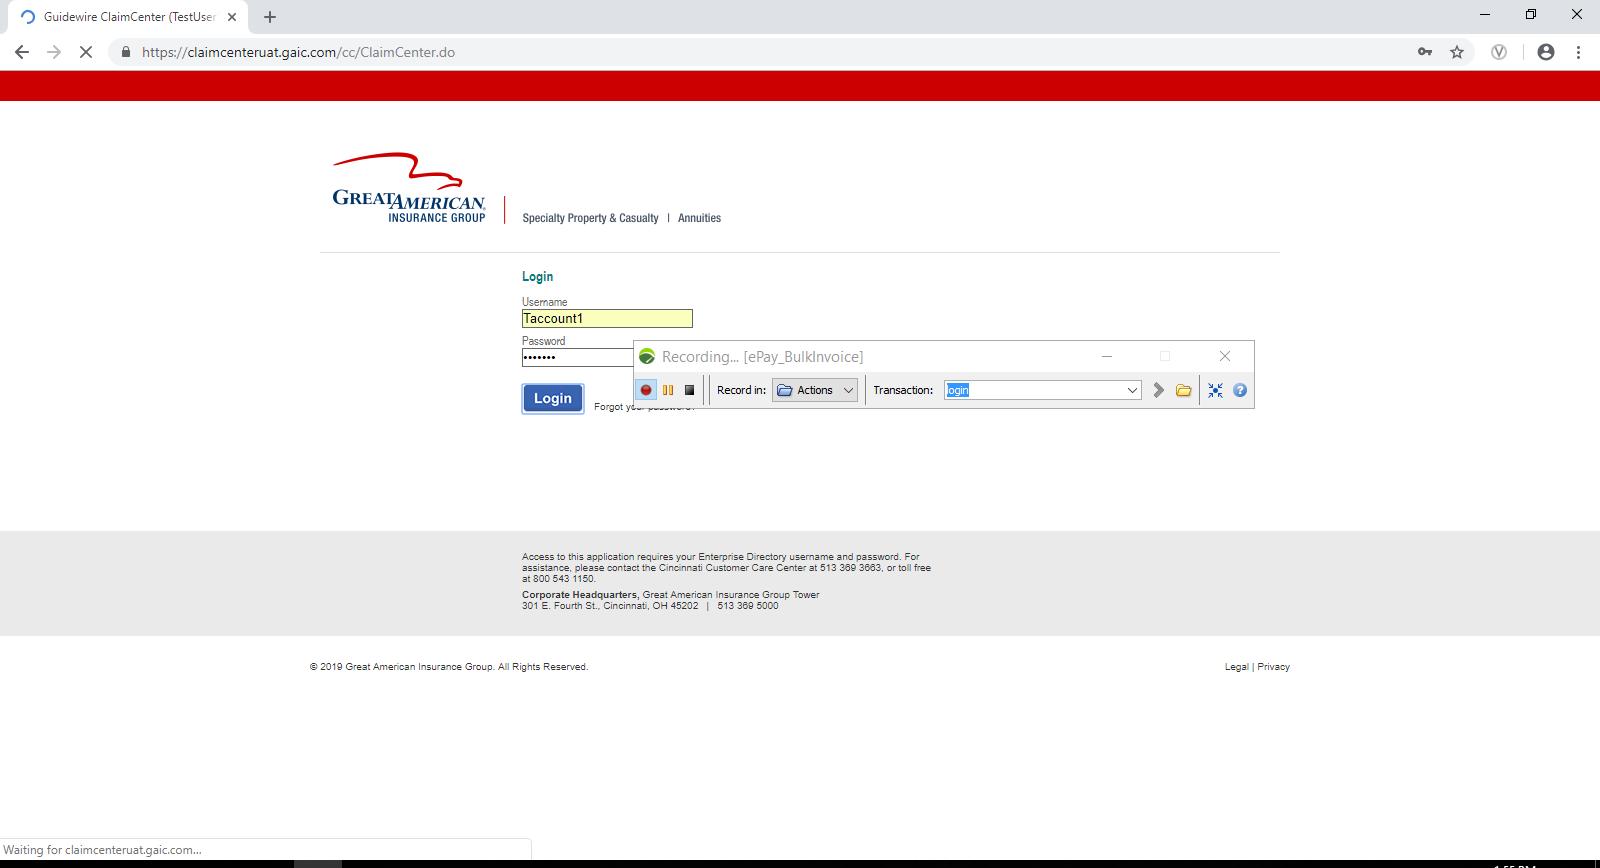 Guidewire ClaimCenter (TestUser
https://claimcenteruat.gaic.com/cc/ClaimCenter.do
GREATAMERICAN
INSURANCE GROUP
Specialty Property & Casualty | Annuities
Login
Username
Taccount1
Password
•••••••
Recording... [ePay_BulkInvoice]
Record in: Actions Transaction: login
Login
Forgot your password?
Access to this application requires your Enterprise Directory username and password. For
assistance, please contact the Cincinnati Customer Care Center at 513 369 3663, or toll free
at 800 543 1150.
Corporate Headquarters, Great American Insurance Group Tower
301 E. Fourth St., Cincinnati, OH 45202 | 513 369 5000
© 2019 Great American Insurance Group. All Rights Reserved.
Legal | Privacy
Waiting for claimcenteruat.gaic.com...